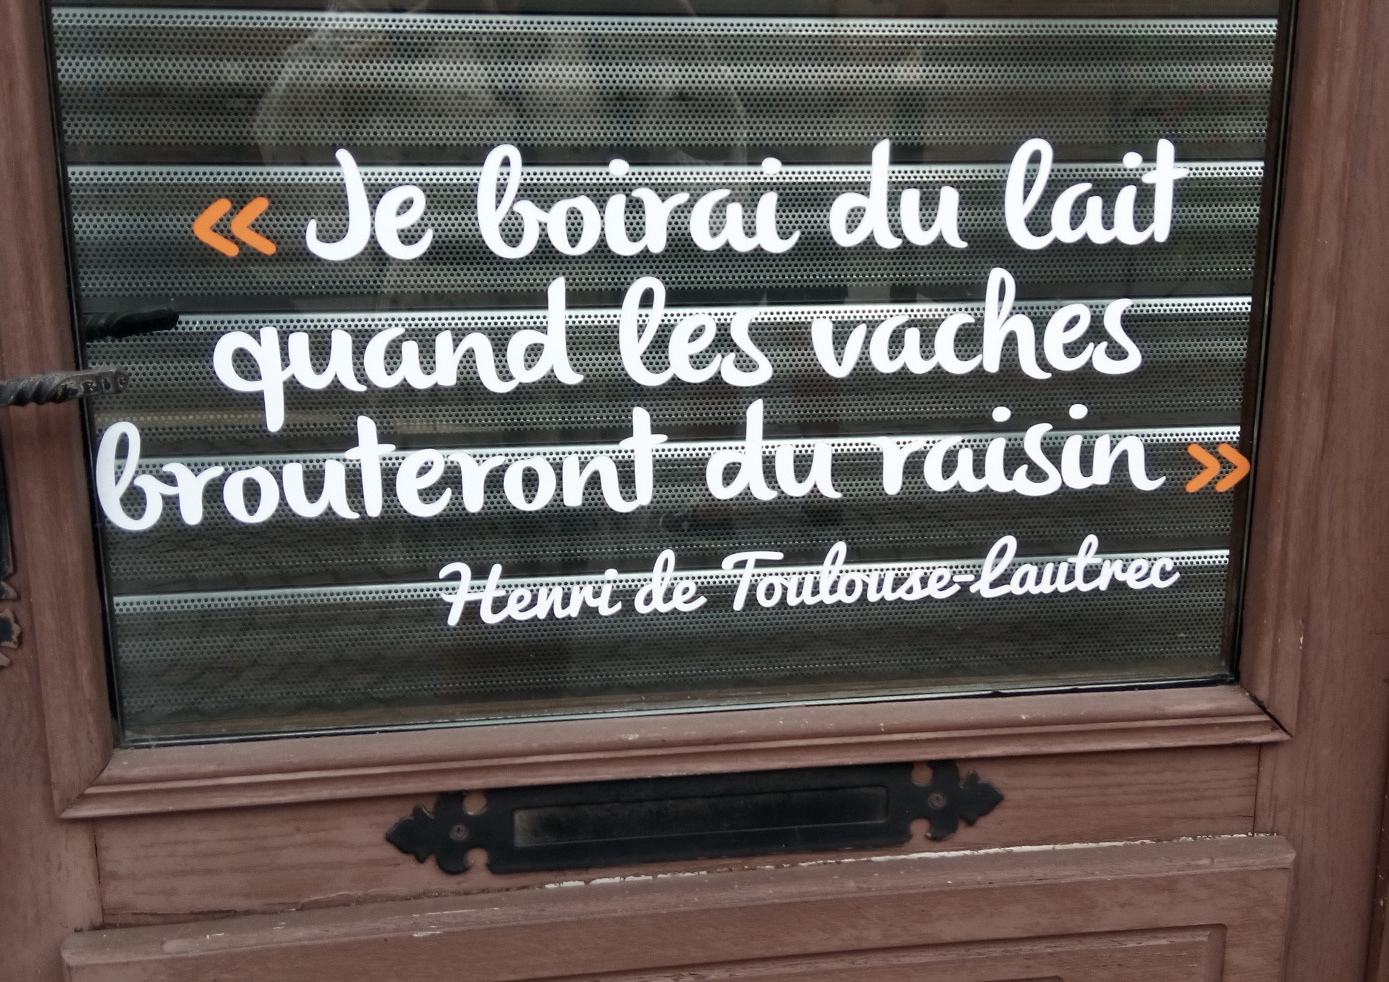 « Je boirai du lait
quand les vaches
brouteront du raisin »
Henri de Toulouse-Lautrec